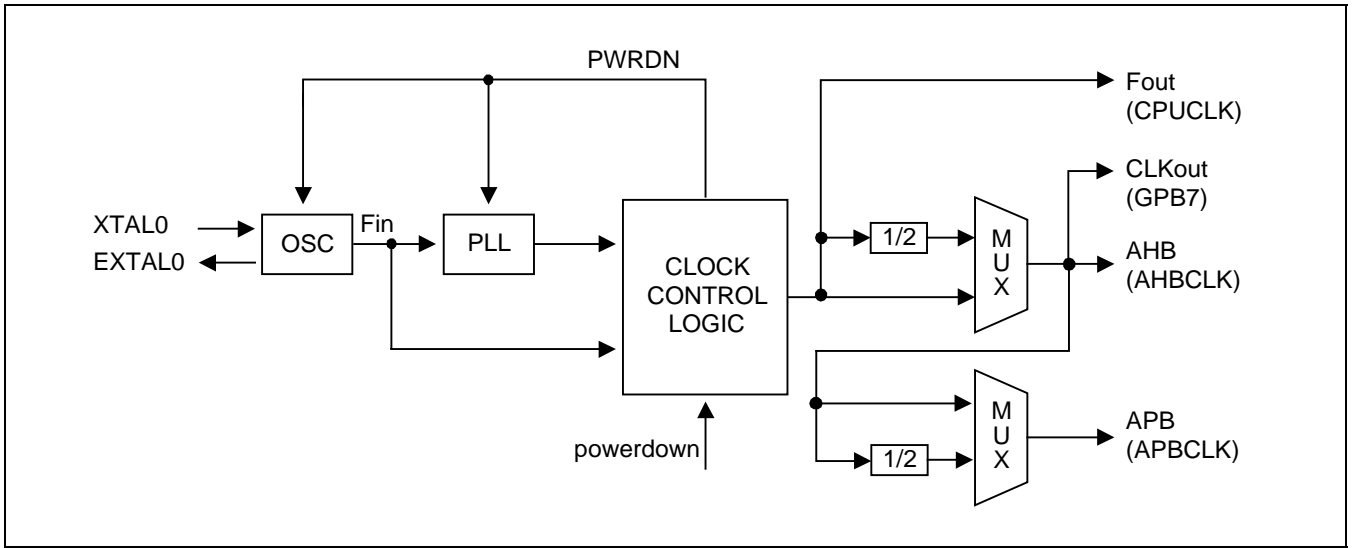 PWRDN
Fout
(CPUCLK)
CLKout
(GPB7)
XTAL0
EXTAL0
OSC
Fin
PLL
CLOCK
CONTROL
LOGIC
1/2
M
U
X
AHB
(AHBCLK)
powerdown
1/2
M
U
X
APB
(APBCLK)